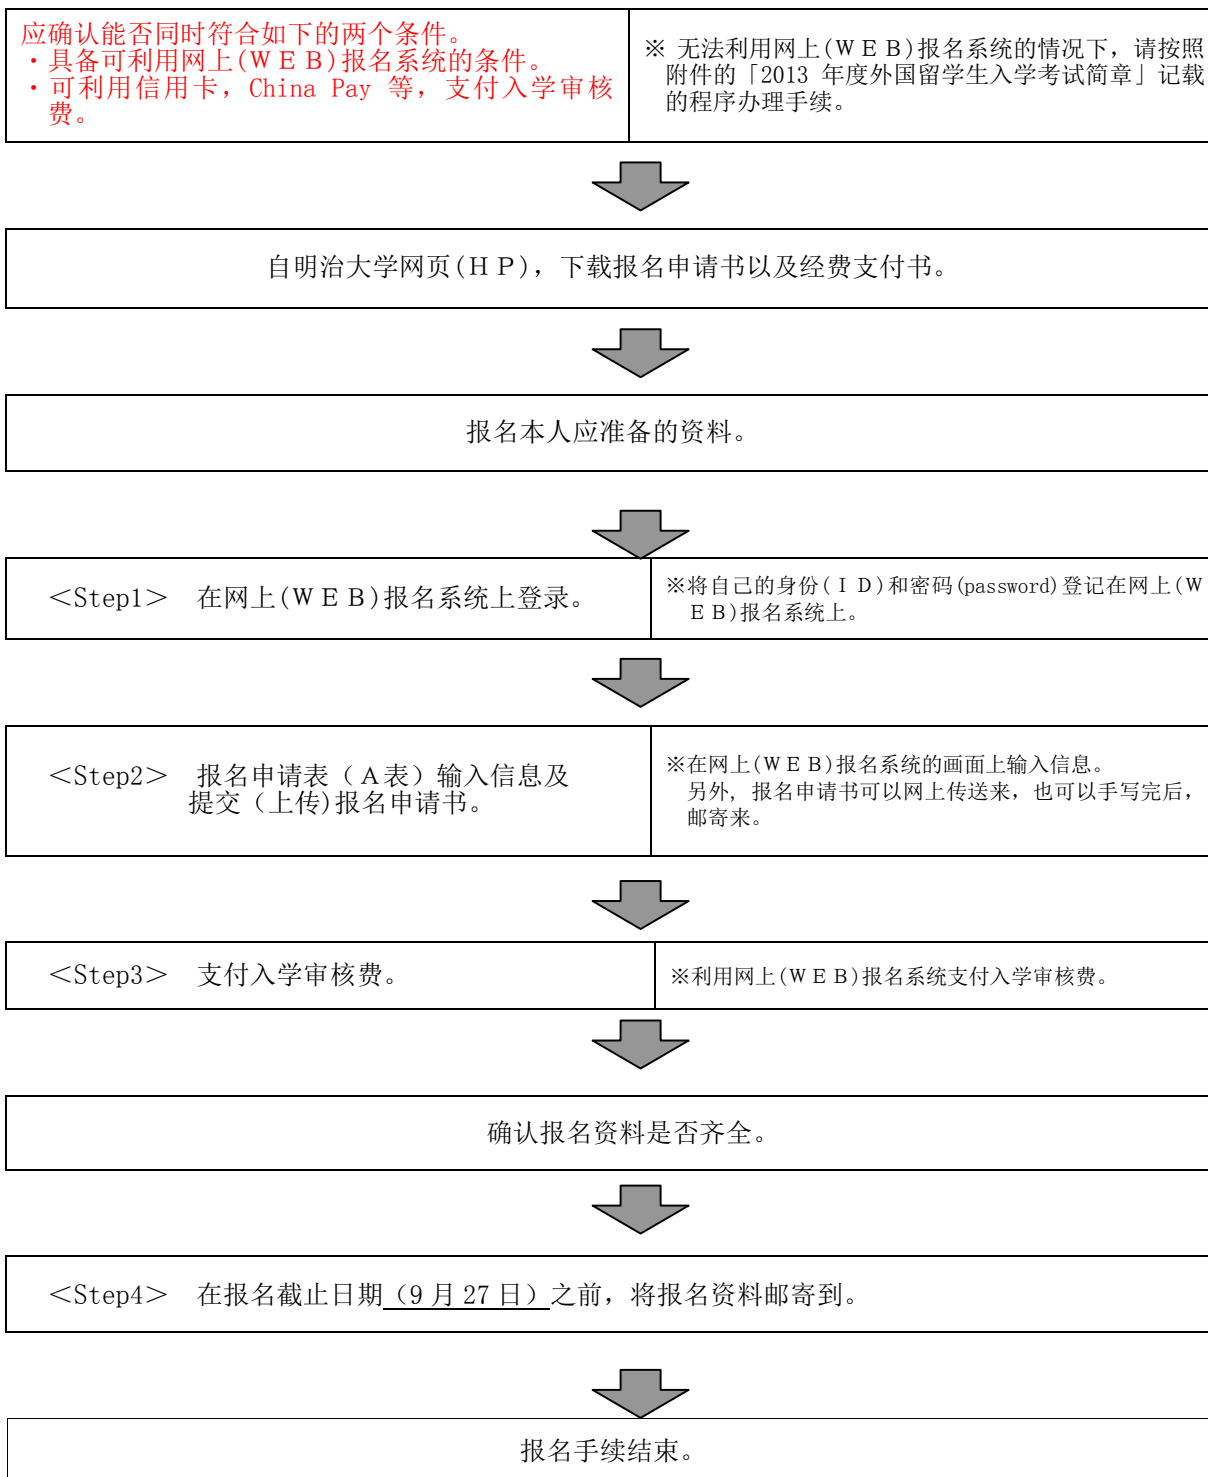 应确认能否同时符合如下的两个条件。
・具备可利用网上(ＷＥＢ)报名系统的条件。
・可利用信用卡，China Pay 等，支付入学审核
费。
※ 无法利用网上(ＷＥＢ)报名系统的情况下，请按照
附件的「2013 年度外国留学生入学考试简章」记载
的程序办理手续。
自明治大学网页(ＨＰ)，下载报名申请书以及经费支付书。
报名本人应准备的资料。
＜Step1＞ 在网上(ＷＥＢ)报名系统上登录。
※将自己的身份(ＩＤ)和密码(password)登记在网上(Ｗ
ＥＢ)报名系统上。
＜Step2＞ 报名申请表（Ａ表）输入信息及
提交（上传)报名申请书。
※在网上(ＷＥＢ)报名系统的画面上输入信息。
另外, 报名申请书可以网上传送来，也可以手写完后，
邮寄来。
＜Step3＞ 支付入学审核费。
※利用网上(ＷＥＢ)报名系统支付入学审核费。
确认报名资料是否齐全。
＜Step4＞ 在报名截止日期（9 月 27 日）之前，将报名资料邮寄到。
报名手续结束。